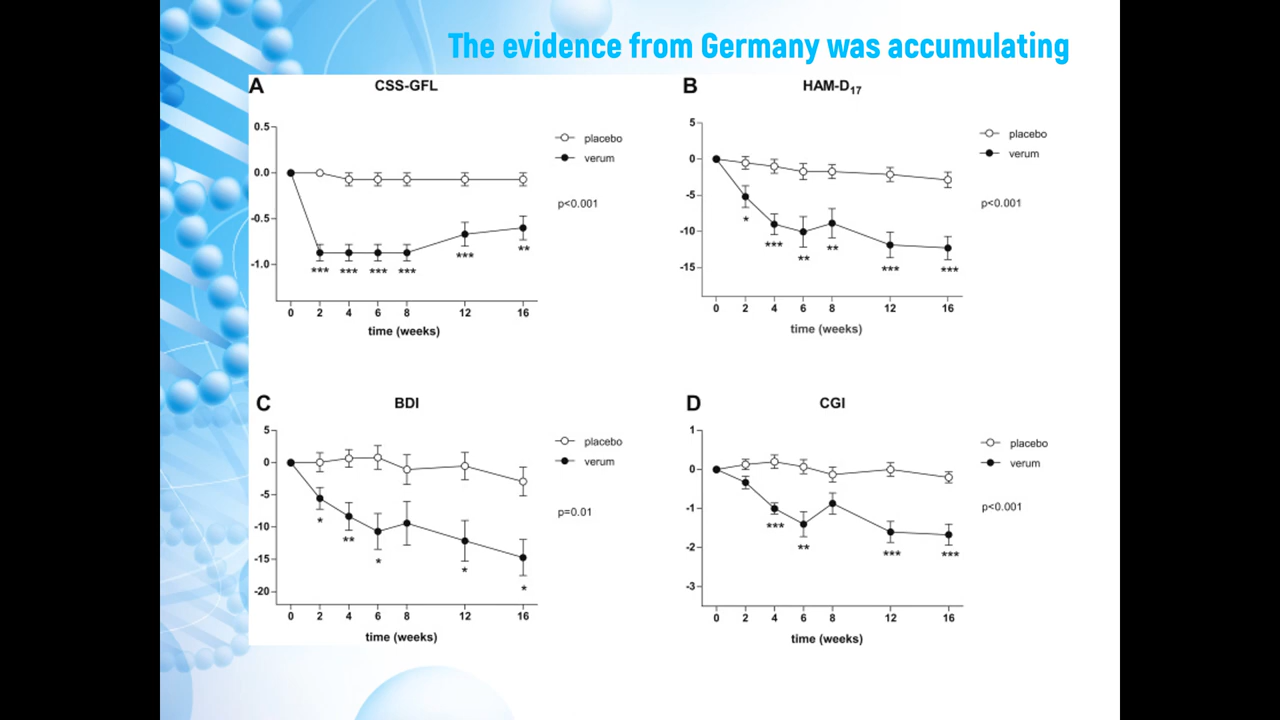 The evidence from Germany was accumulating
A
CSS-GFL
0.5
0.0
-0.5
-1.0
placebo
verum
p<0.001
***
***
***
***
***
**
0 2 4 6 8 12 16
time (weeks)
B
HAM-D17
5
0
-5
-10
-15
placebo
verum
p<0.001
*
***
**
**
***
***
0 2 4 6 8 12 16
time (weeks)
C
BDI
5
0
-5
-10
-15
-20
placebo
verum
p=0.01
*
**
*
*
*
0 2 4 6 8 12 16
time (weeks)
D
CGI
1
0
-1
-2
-3
placebo
verum
p<0.001
***
**
***
***
0 2 4 6 8 12 16
time (weeks)